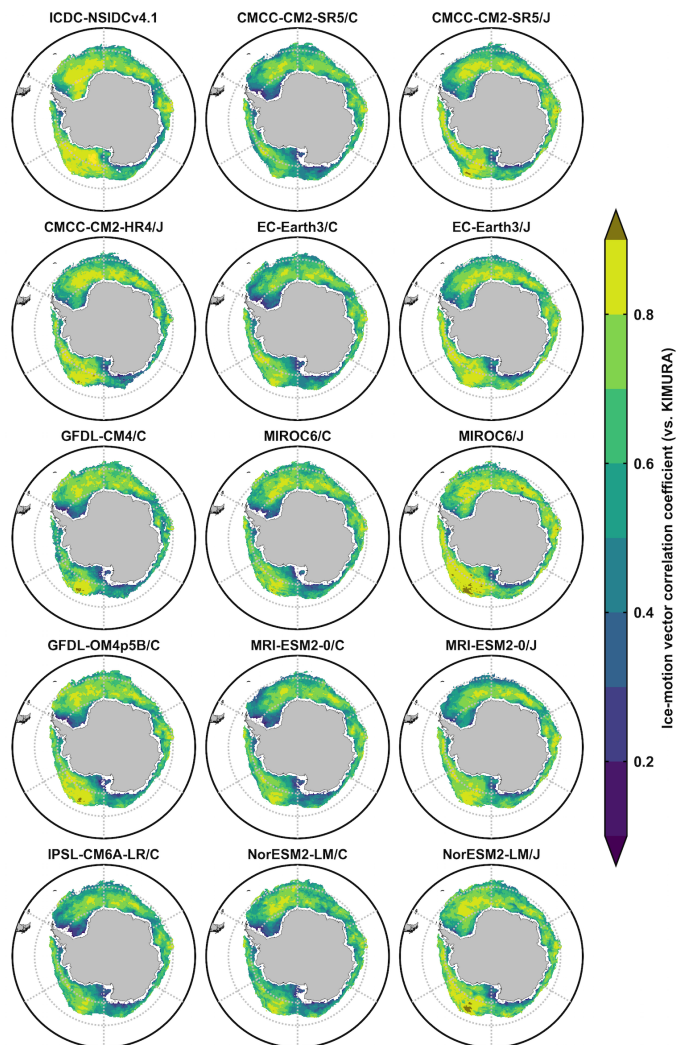 ICDC-NSIDCv4.1
CMCC-CM2-SR5/C
CMCC-CM2-SR5/J
CMCC-CM2-HR4/J
EC-Earth3/C
EC-Earth3/J
GFDL-CM4/C
MIROC6/C
MIROC6/J
GFDL-OM4p5B/C
MRI-ESM2-0/C
MRI-ESM2-0/J
IPSL-CM6A-LR/C
NorESM2-LM/C
NorESM2-LM/J
0.8
0.6
0.4
0.2
Ice-motion vector correlation coefficient (vs. KIMURA)